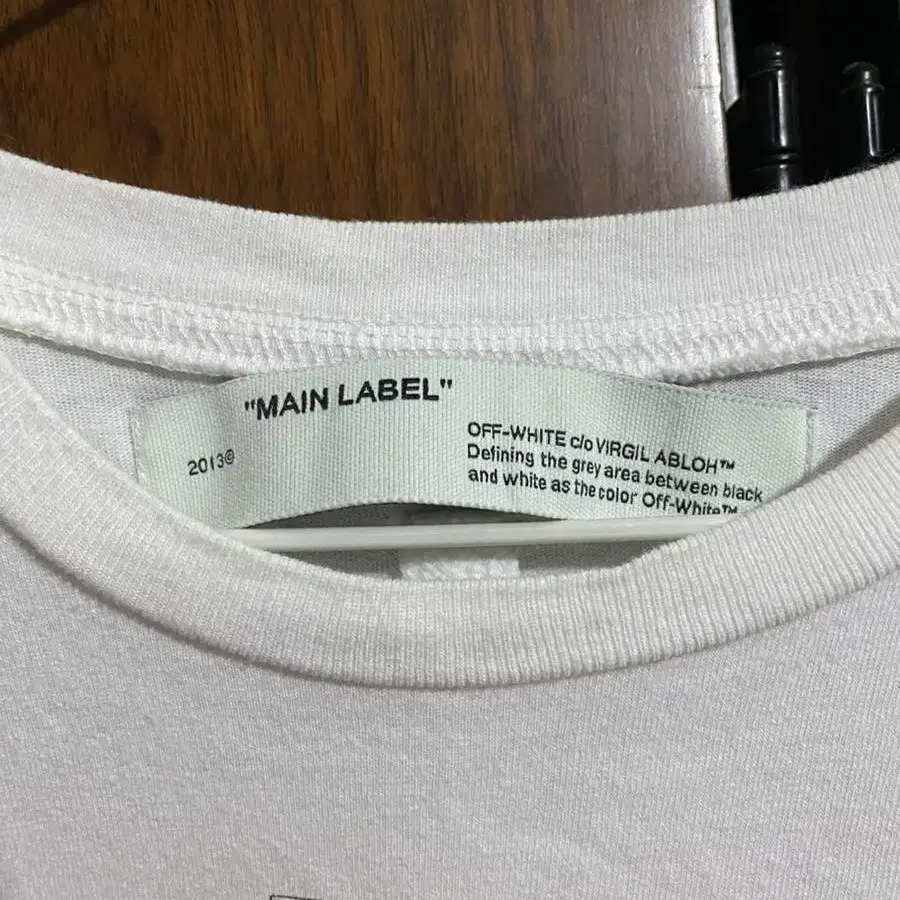 "MAIN LABEL"
2013©
OFF-WHITE c/o VIRGIL ABLOH™
Defining the grey area between black
and white as the color Off-White™